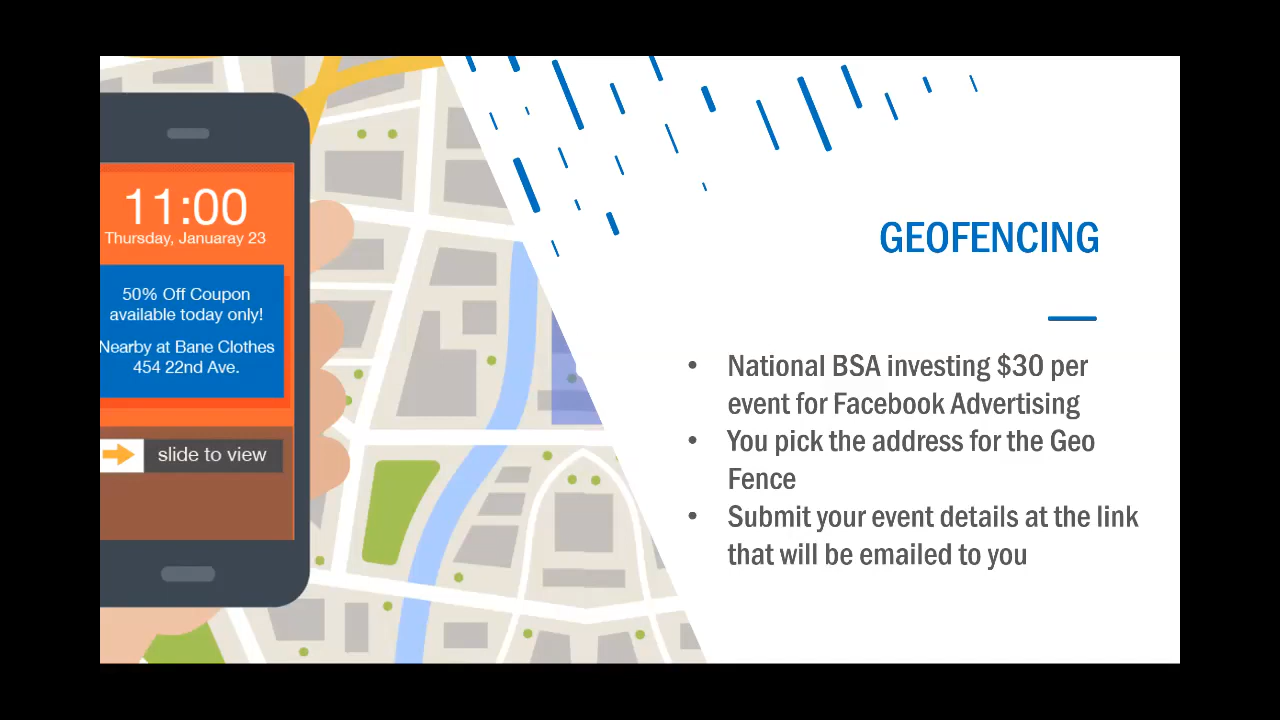 11:00
Thursday, Januaray 23
50% Off Coupon
available today only!
Nearby at Bane Clothes
454 22nd Ave.
slide to view
GEOFENCING
• National BSA investing $30 per
event for Facebook Advertising
• You pick the address for the Geo
Fence
• Submit your event details at the link
that will be emailed to you